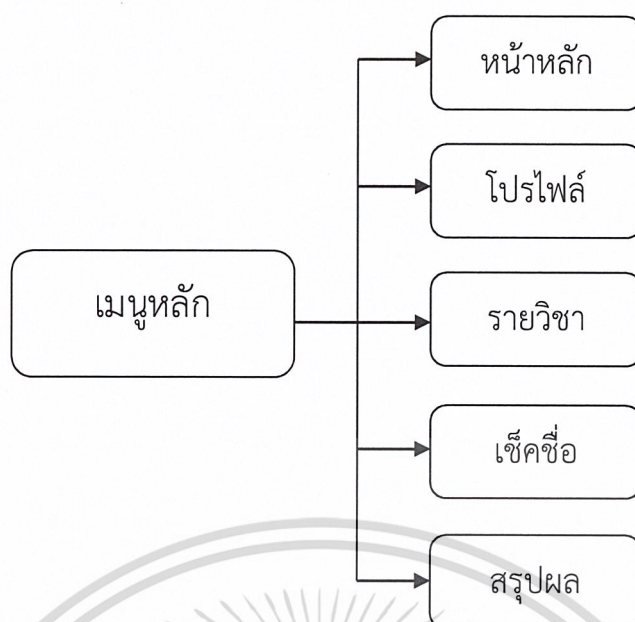 หน้าหลัก
โปรไฟล์
เมนูหลัก
รายวิชา
เช็คชื่อ
สรุปผล